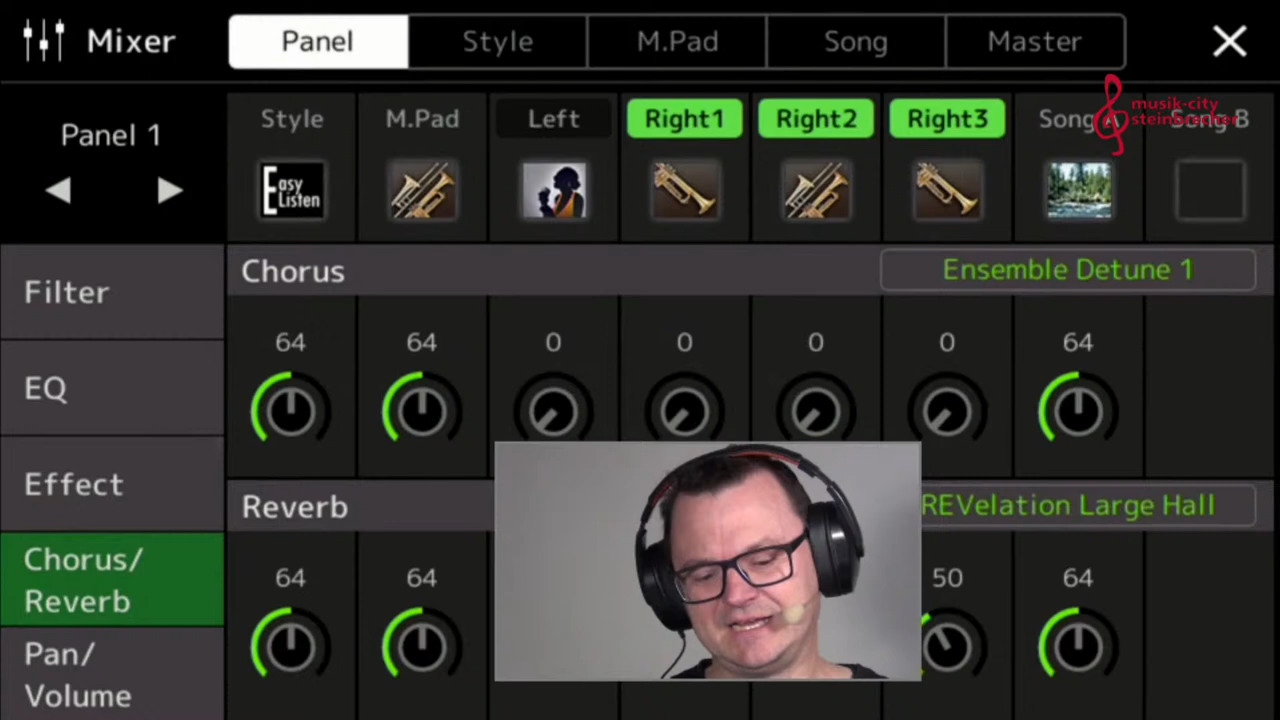 Mixer
Panel
Style
M.Pad
Song
Master
musik-city
steinbrecher
Panel 1
Style
M.Pad
Left
Right1
Right2
Right3
Song A
Song B
Easy
Listen
Filter
EQ
Effect
Chorus/
Reverb
Pan/
Volume
Chorus
Ensemble Detune 1
64
64
0
0
0
0
64
Reverb
REVelation Large Hall
64
64
50
64